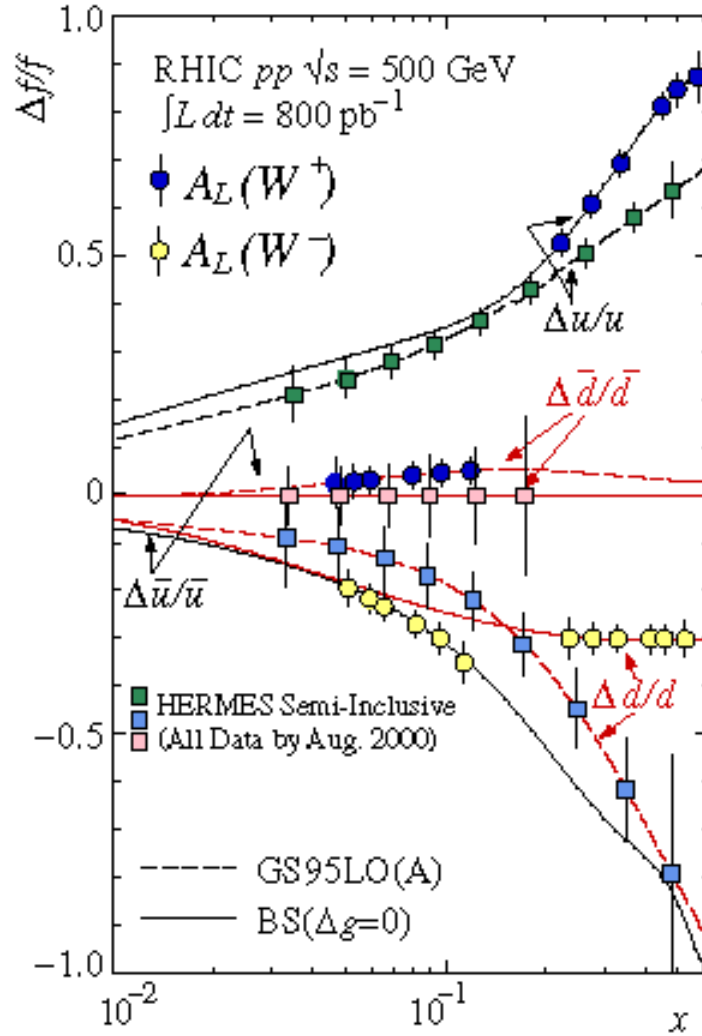 1.0
Δf/f
RHIC pp √s = 500 GeV
∫L dt = 800 pb⁻¹
A_L(W⁺)
A_L(W⁻)
0.5
Δu/u
Δd̅/d̅
0
Δu̅/u̅
Δd/d
HERMES Semi-Inclusive
(All Data by Aug. 2000)
−0.5
GS95LO(A)
BS(Δg=0)
−1.0
10⁻²
10⁻¹
x